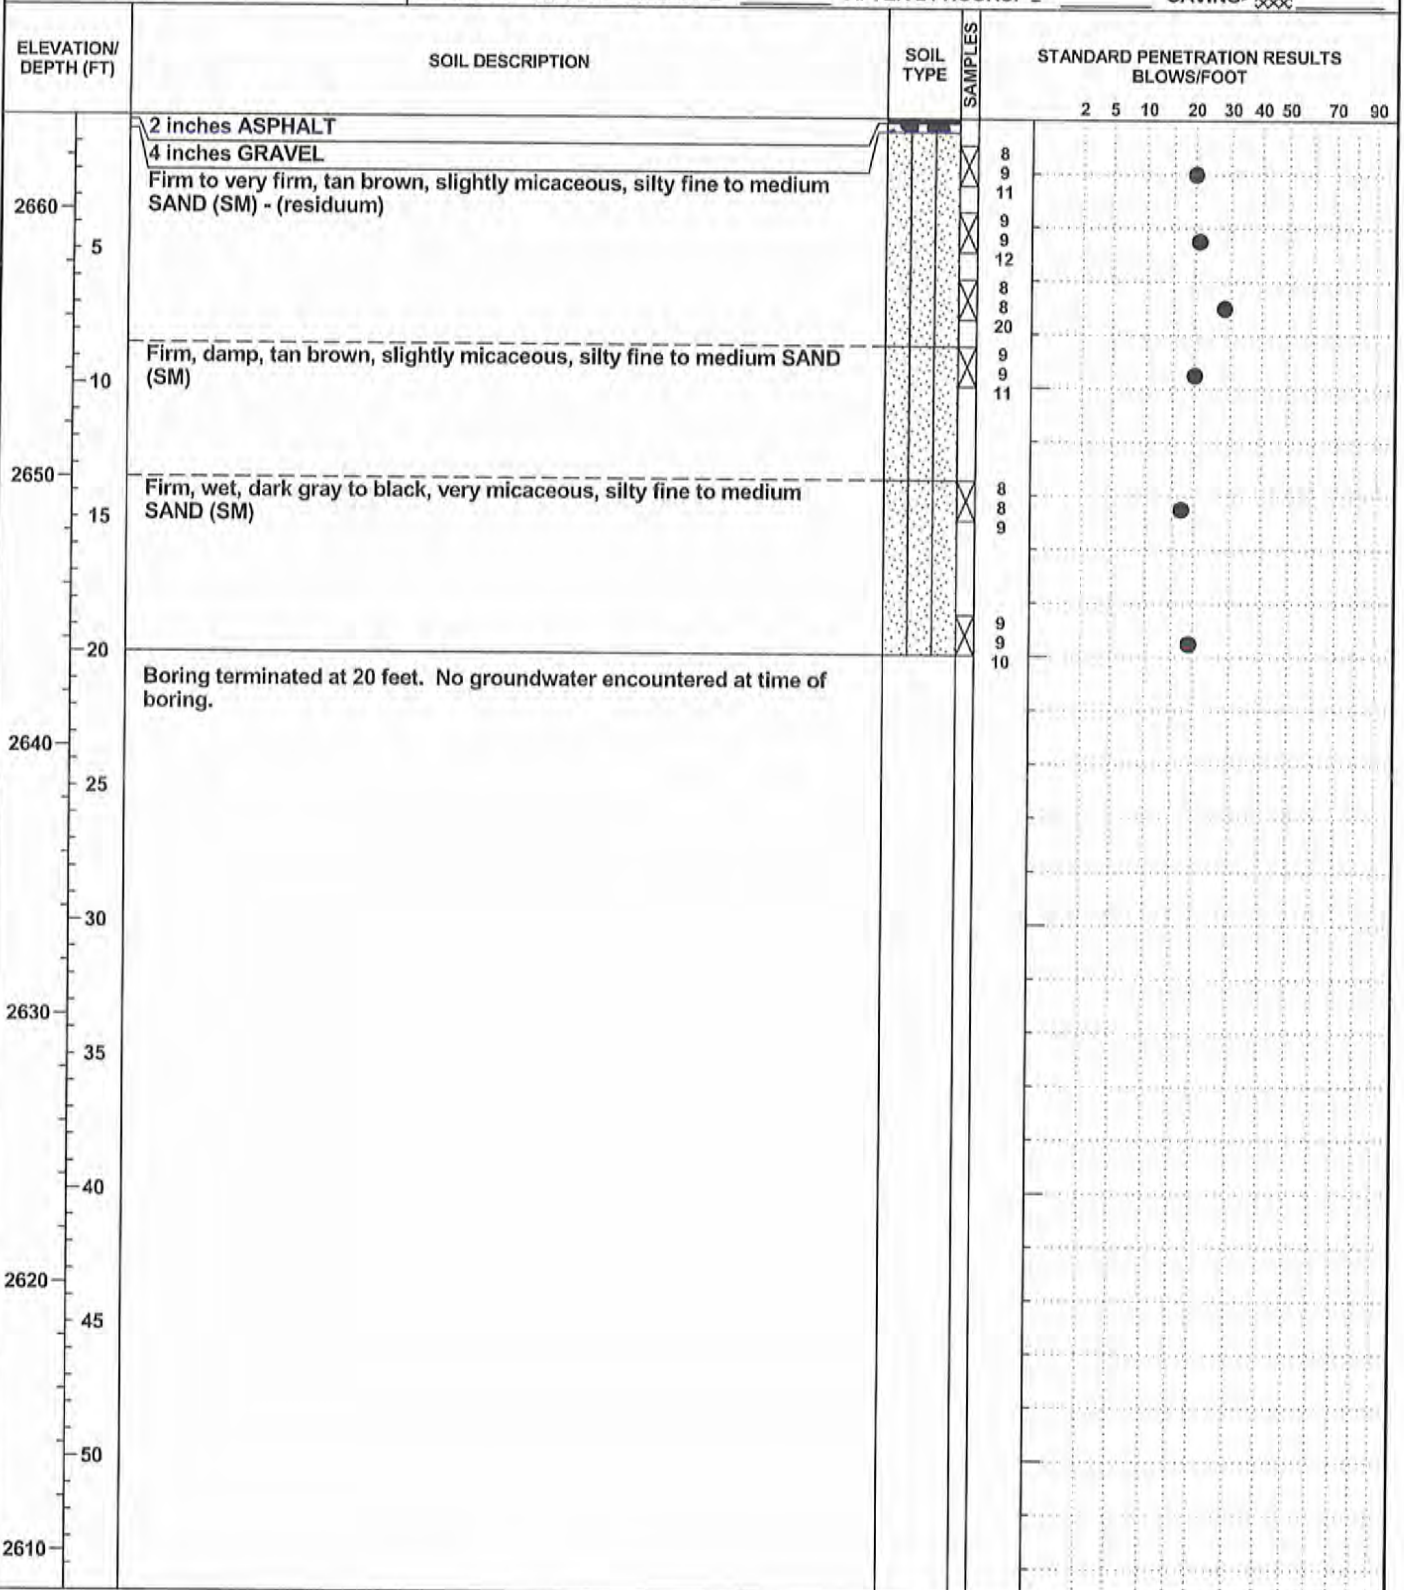 ELEVATION/
DEPTH (FT)
SOIL DESCRIPTION
SOIL
TYPE
SAMPLES
STANDARD PENETRATION RESULTS
BLOWS/FOOT
2 5 10 20 30 40 50 70 90
2 inches ASPHALT
4 inches GRAVEL
Firm to very firm, tan brown, slightly micaceous, silty fine to medium
SAND (SM) - (residuum)
8
9
11
2660
5
9
9
12
8
8
20
Firm, damp, tan brown, slightly micaceous, silty fine to medium SAND
(SM)
10
9
9
11
2650
Firm, wet, dark gray to black, very micaceous, silty fine to medium
SAND (SM)
15
8
8
9
20
9
9
10
Boring terminated at 20 feet. No groundwater encountered at time of
boring.
2640
25
30
2630
35
40
2620
45
50
2610